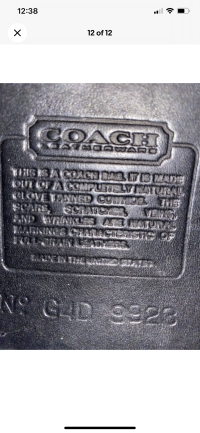 12:38
12 of 12
COACH
LEATHERWARE
THIS IS A COACH BAG. IT IS MADE
OUT OF A COMPLETELY NATURAL
GLOVE TANNED COWHIDE. THE
SCARS, SCRATCHES, VEINS
AND WRINKLES ARE NATURAL
MARKINGS CHARACTERISTIC OF
FULL-GRAIN LEATHERS.
MADE IN THE UNITED STATES
Nº G4D 9923